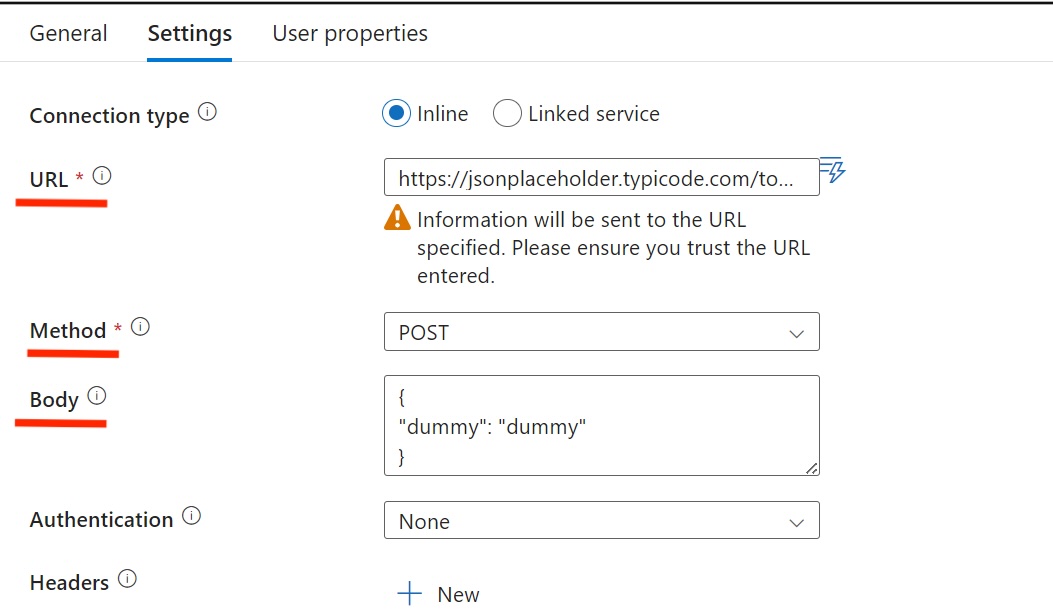 General Settings User properties
Connection type Inline Linked service
URL * https://jsonplaceholder.typicode.com/to...
Information will be sent to the URL
specified. Please ensure you trust the URL
entered.
Method * POST
Body {
"dummy": "dummy"
}
Authentication None
Headers + New